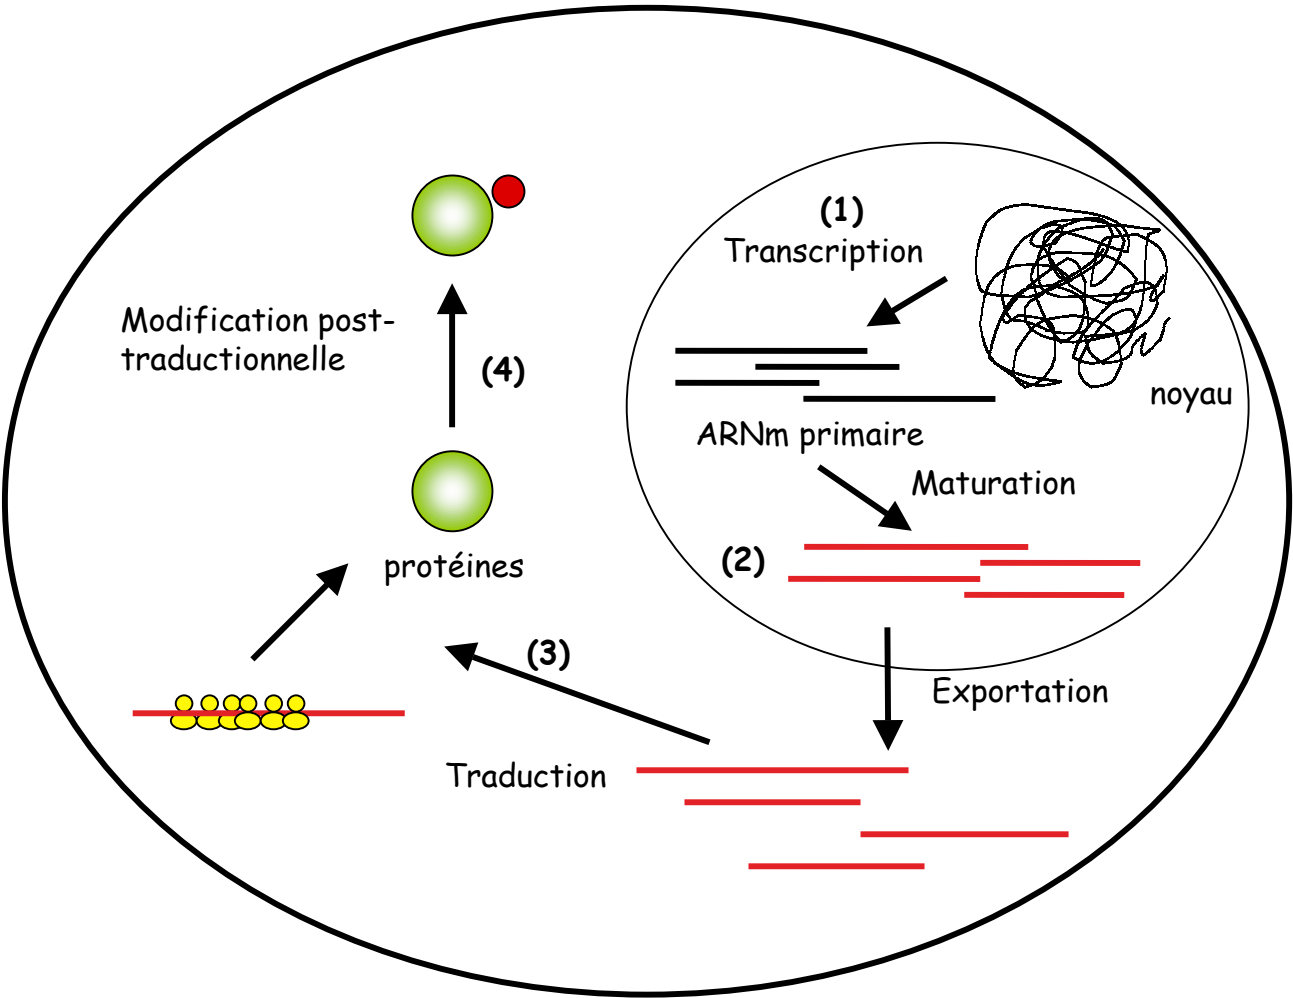 (1)
Transcription
noyau
ARNm primaire
Maturation
(2)
Exportation
(3)
Traduction
protéines
(4)
Modification post-
traductionnelle